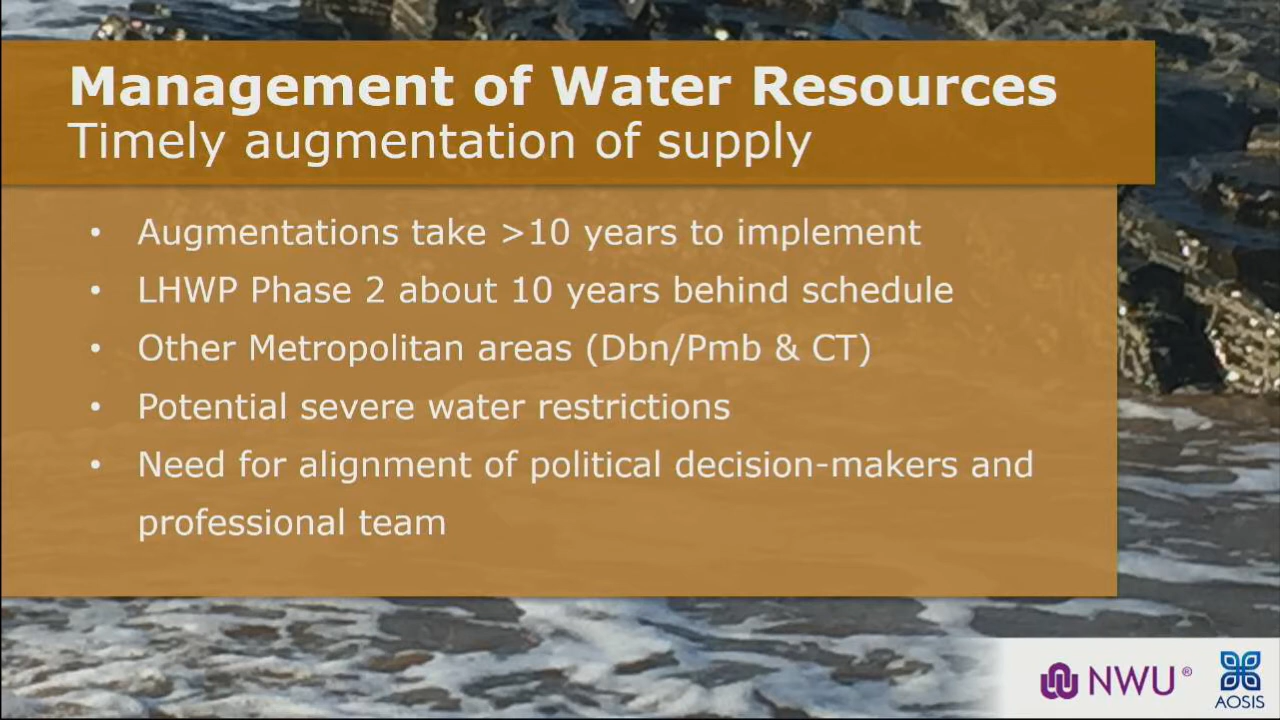 Management of Water Resources
Timely augmentation of supply
• Augmentations take >10 years to implement
• LHWP Phase 2 about 10 years behind schedule
• Other Metropolitan areas (Dbn/Pmb & CT)
• Potential severe water restrictions
• Need for alignment of political decision-makers and
professional team
NWU®
AOSIS